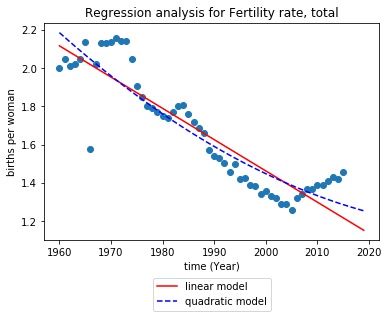 Regression analysis for Fertility rate, total
births per woman
2.2
2.0
1.8
1.6
1.4
1.2
1960 1970 1980 1990 2000 2010 2020
time (Year)
linear model
quadratic model